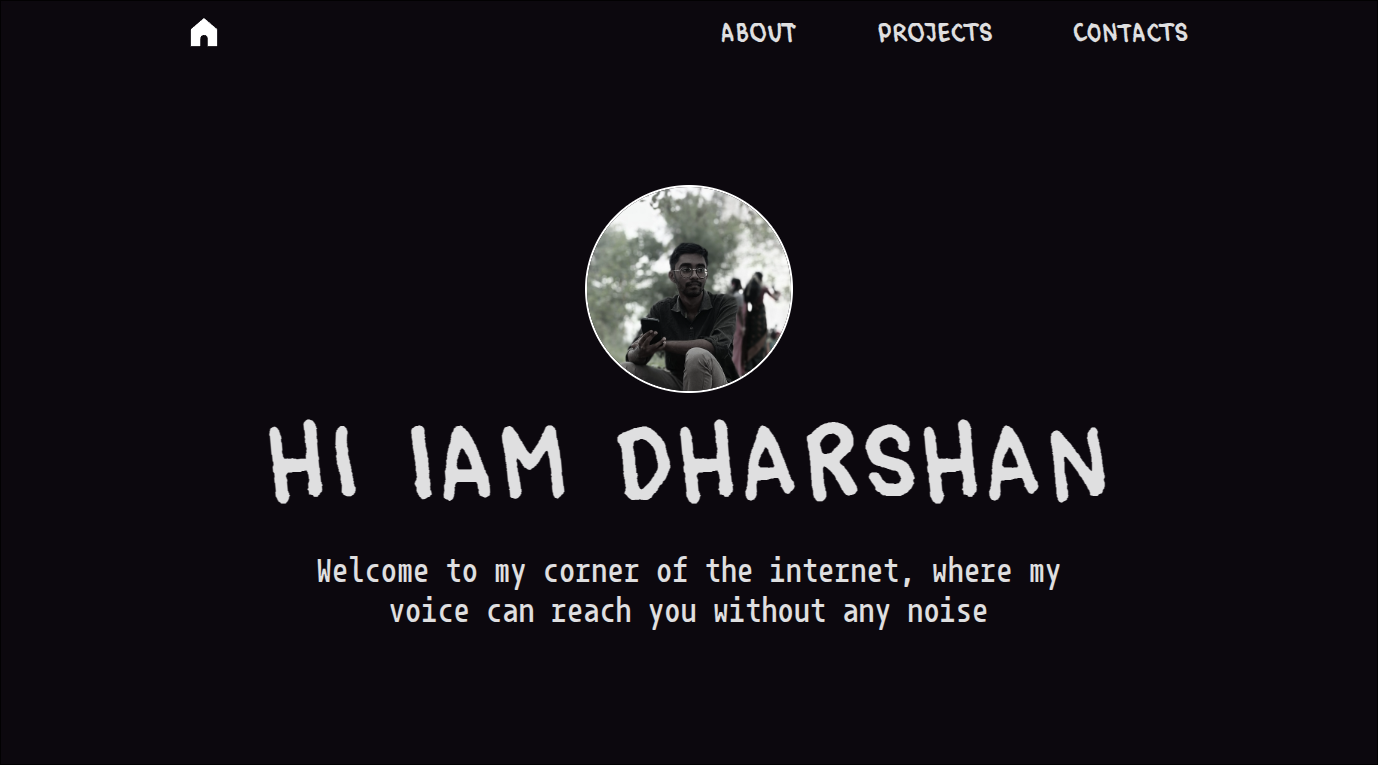 ABOUT
PROJECTS
CONTACTS
HI IAM DHARSHAN
Welcome to my corner of the internet, where my
voice can reach you without any noise